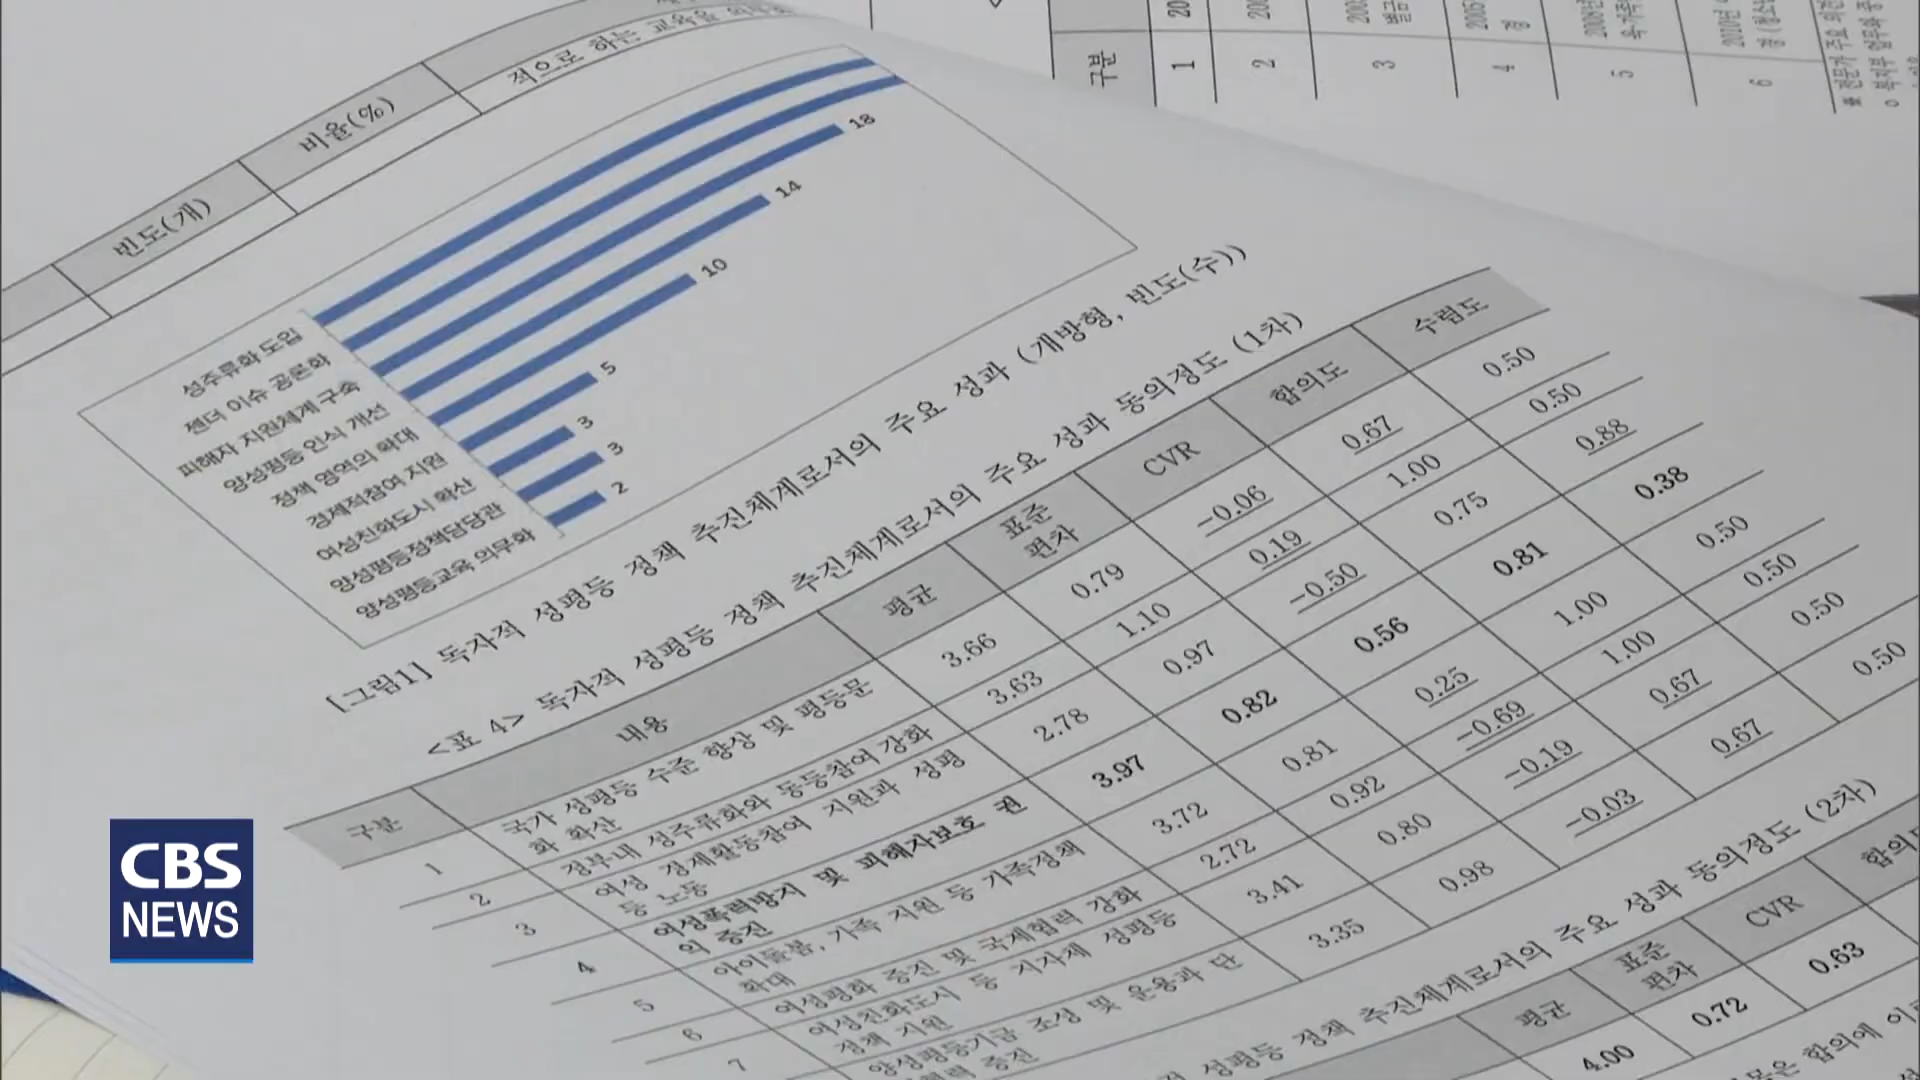 비율(%)
빈도(개)
적으로 하는 교육을
구분 1 2 3 4 5 6
18
14
10
5
3
3
2
성주류화 도입
젠더 이슈 공론화
피해자 지원체계 구축
양성평등 인식 개선
정책 영역의 확대
경제적참여 지원
여성친화도시 확산
양성평등정책담당관
양성평등교육 의무화
[그림1] 독자적 성평등 정책 추진체계로서의 주요 성과 (개방형, 빈도(수))
<표 4> 독자적 성평등 정책 추진체계로서의 주요 성과 동의정도 (1차)
구분 내용 평균 표준편차 CVR 합의도 수렴도
1 국가 성평등 수준 향상 및 평등문화 확산 3.66 0.79 -0.06 0.67 0.50
2 정부내 성주류화와 동등참여 강화 3.63 1.10 0.19 1.00 0.50
3 여성 경제활동참여 지원과 성평등 노동 2.78 0.97 -0.50 0.75 0.88
4 여성폭력방지 및 피해자보호 권의 증진 3.97 0.82 0.56 0.81 0.38
5 아이돌봄, 가족 지원 등 가족정책 확대 3.72 0.81 0.25 1.00 0.50
6 여성평화 증진 및 국제협력 강화 2.72 0.92 -0.69 1.00 0.50
7 여성친화도시 등 지자체 성평등 정책 지원 3.41 0.80 -0.19 0.67 0.50
양성평등기금 조성 및 운용과 단 증진 3.35 0.98 -0.03 0.67 0.50
성평등 정책 추진체계로서의 주요 성과 동의정도 (2차)
평균 표준편차 CVR
4.00 0.72 0.63
CBS
NEWS